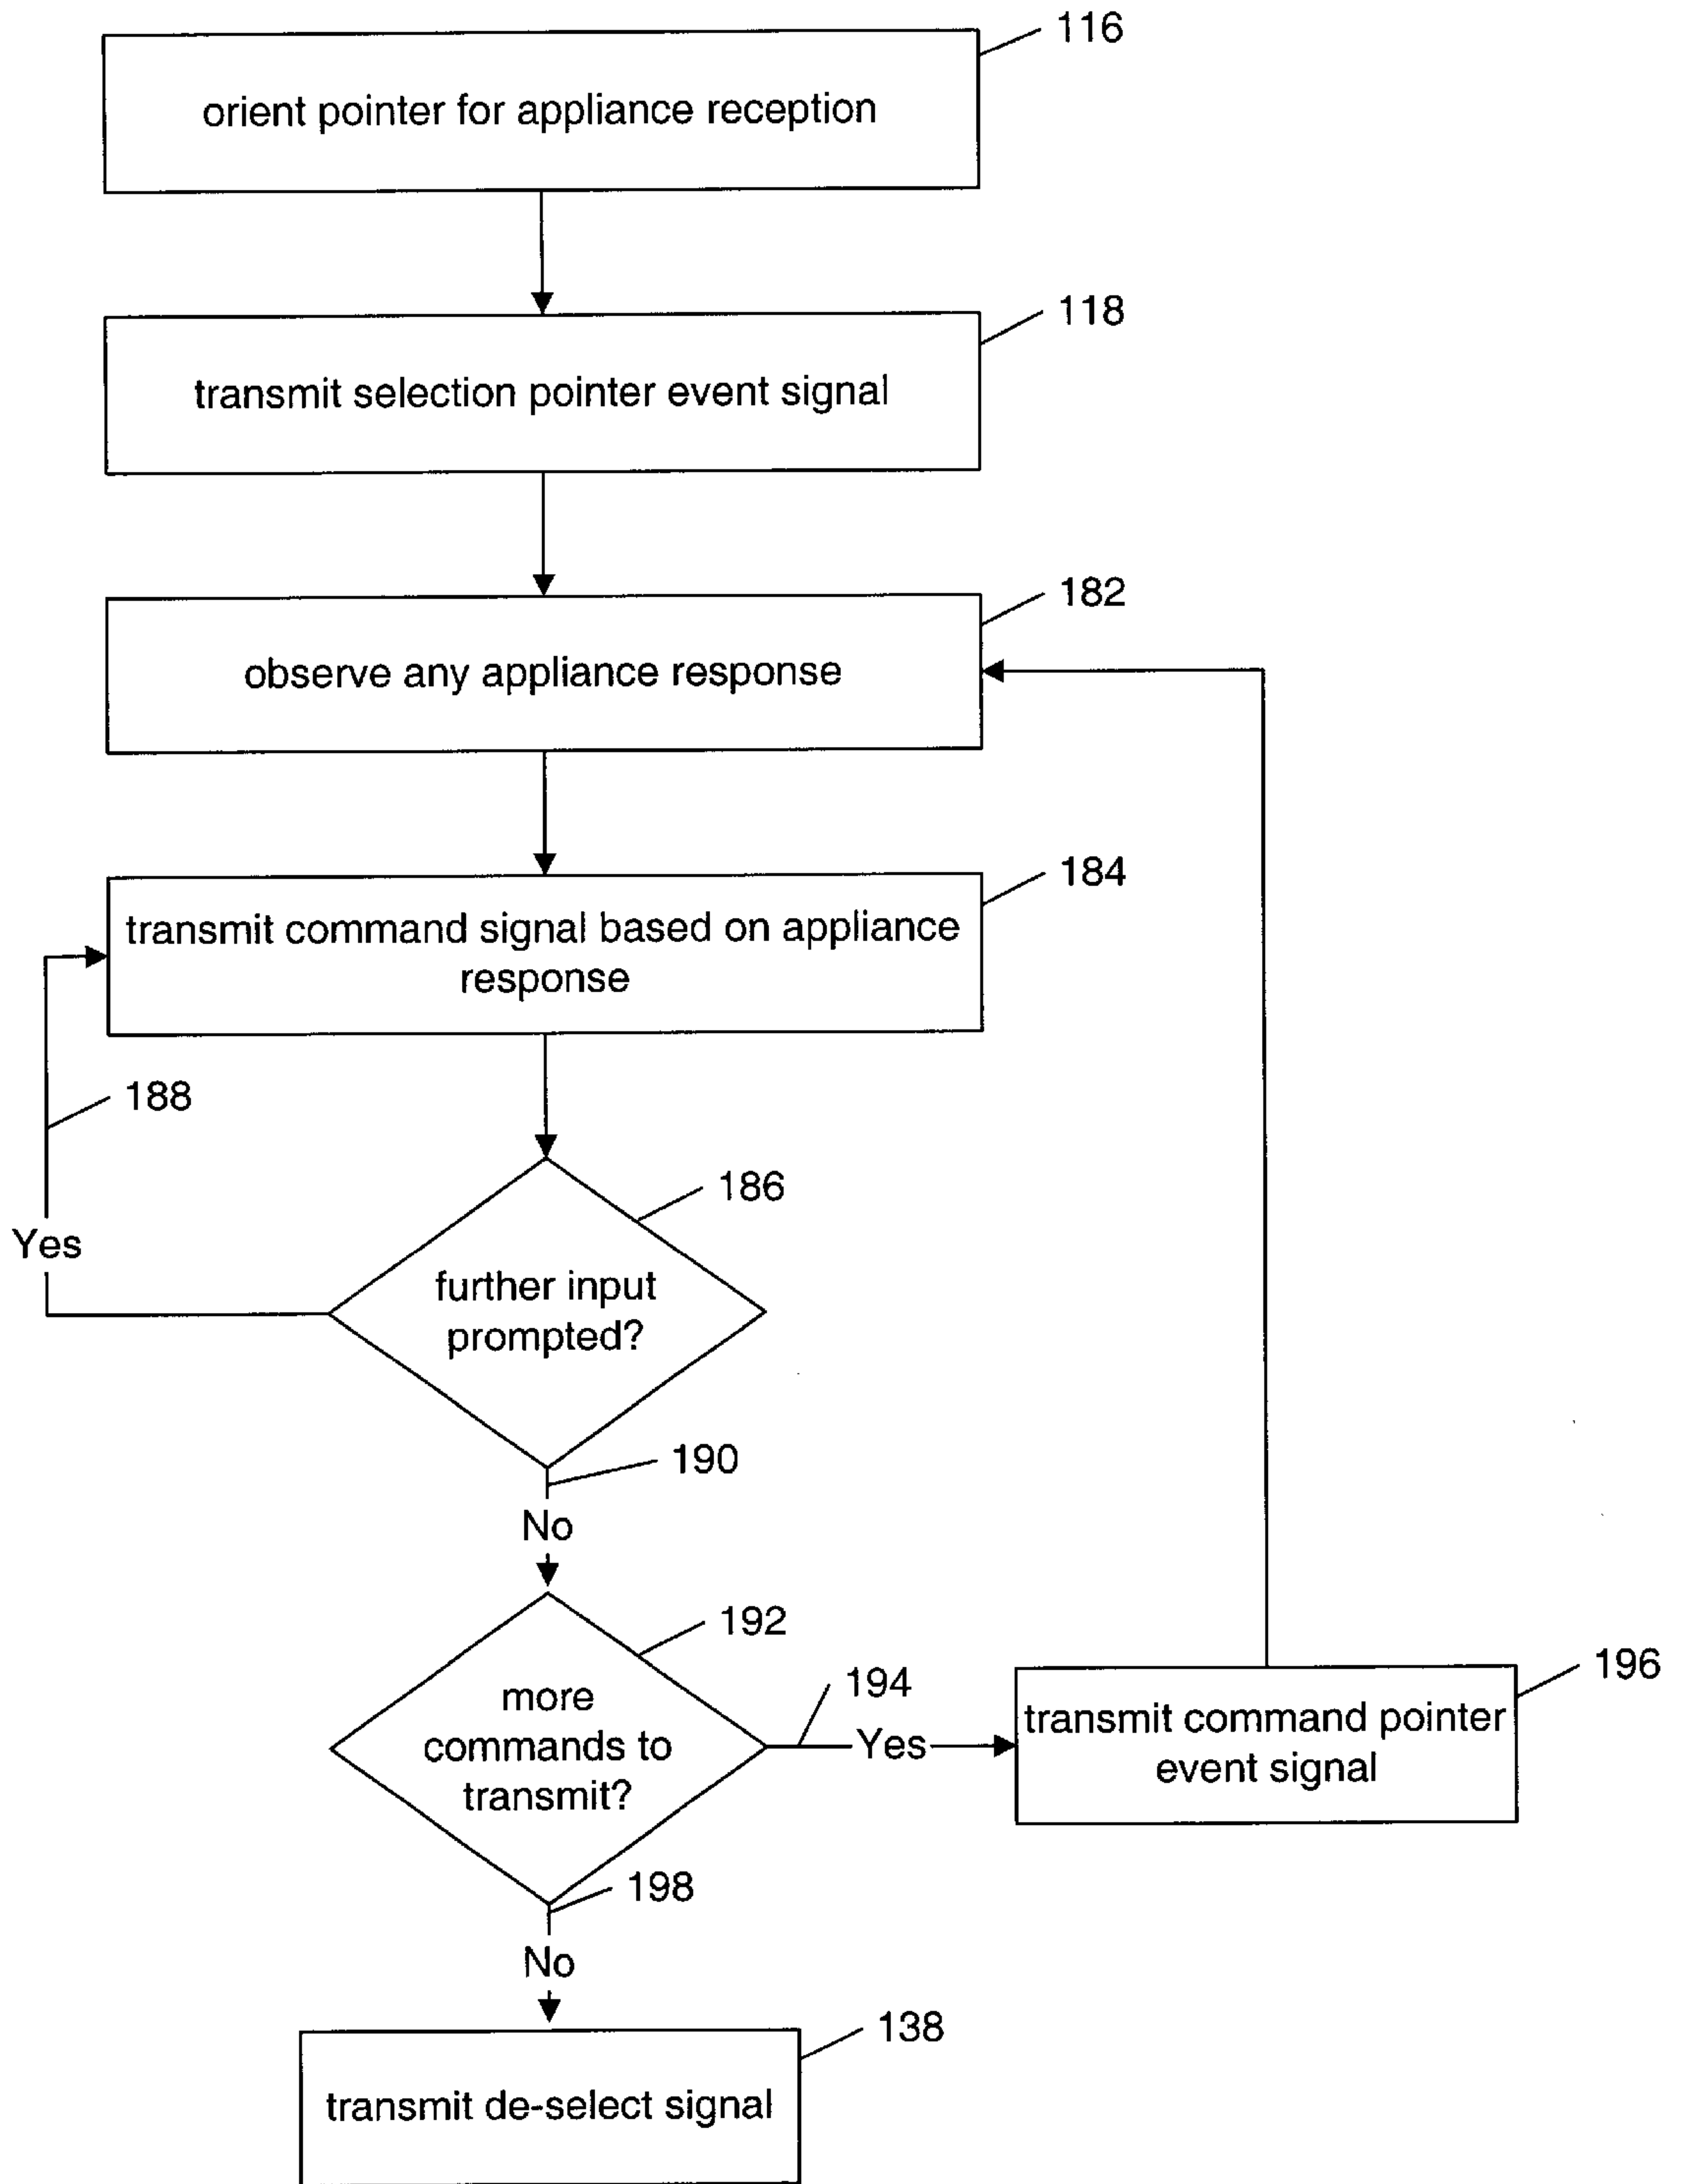 116
orient pointer for appliance reception
118
transmit selection pointer event signal
182
observe any appliance response
184
transmit command signal based on appliance
response
188
186
Yes
further input
prompted?
190
No
192
194
196
more
commands to
transmit?
Yes
transmit command pointer
event signal
198
No
138
transmit de-select signal